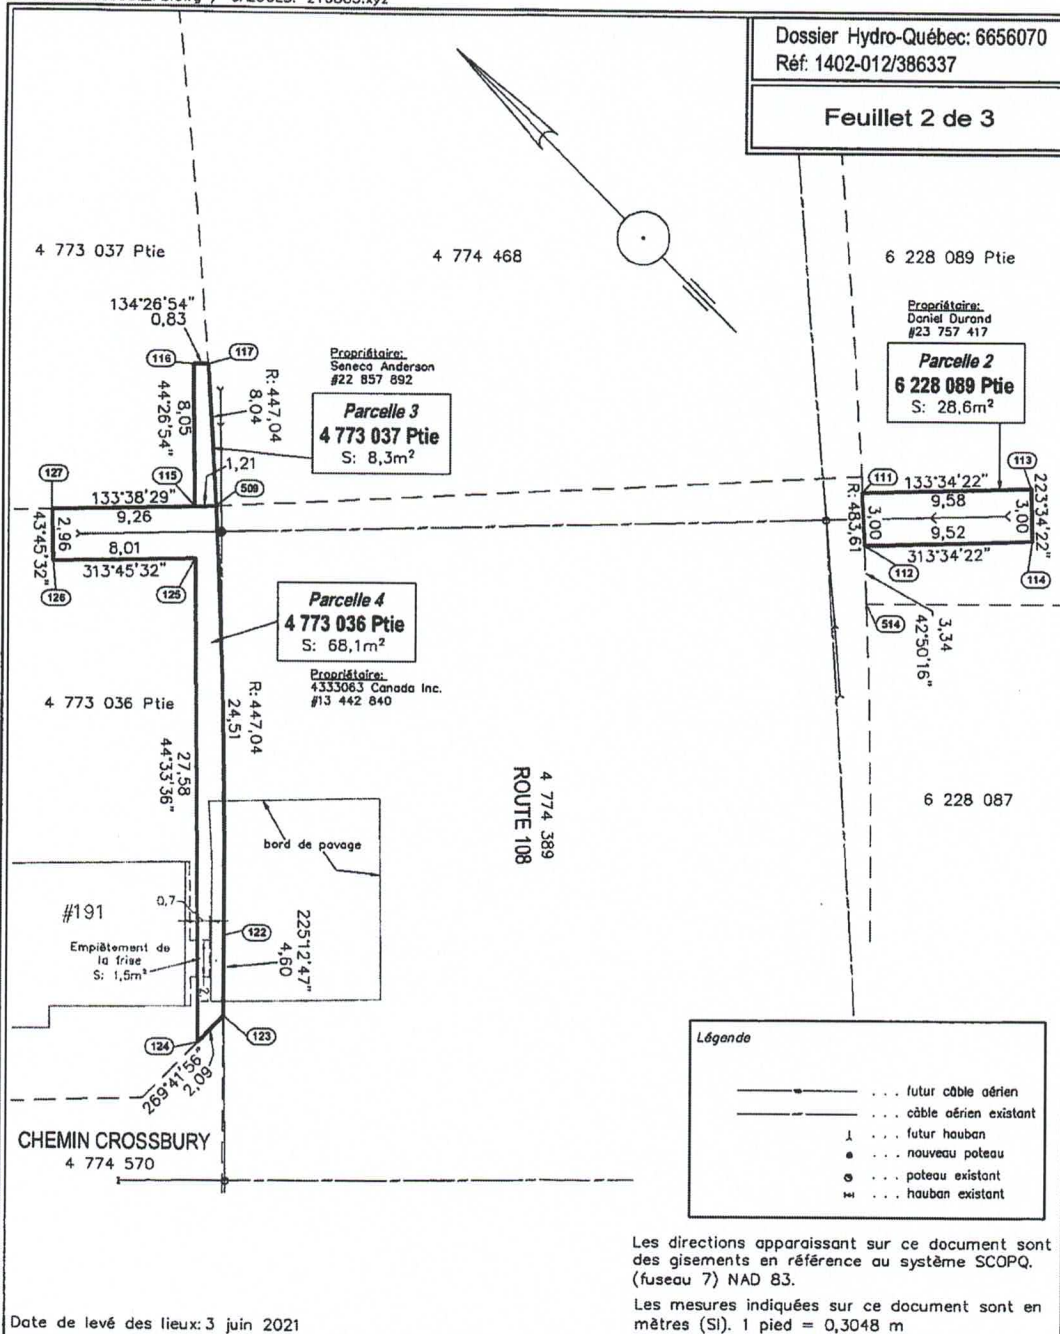 Dossier Hydro-Québec: 6656070
Réf: 1402-012/386337
Feuillet 2 de 3
4 773 037 Ptie
4 774 468
6 228 089 Ptie
134°26'54"
0,83
116
117
Propriétaire:
Seneca Anderson
#22 857 892
Parcelle 3
4 773 037 Ptie
S: 8,3m²
Propriétaire:
Daniel Durand
#23 757 417
Parcelle 2
6 228 089 Ptie
S: 28,6m²
R: 447,04
8,04
8,05
44°26'54"
1,21
127
115
509
133°38'29"
9,26
2,96
43°45'32"
8,01
313°45'32"
126
125
111
113
133°34'22"
9,58
R: 483,61
3,00
3,00
223°34'22"
9,52
313°34'22"
112
114
514
3,34
42°50'16"
Parcelle 4
4 773 036 Ptie
S: 68,1m²
Propriétaire:
4333063 Canada Inc.
#13 442 840
4 773 036 Ptie
R: 447,04
24,51
27,58
44°33'36"
4 774 389
ROUTE 108
6 228 087
bord de pavage
#191
0,7
Empiètement de
la frise
S: 1,5m²
122
225°12'47"
4,60
123
124
269°41'56"
2,09
CHEMIN CROSSBURY
4 774 570
Légende
... futur câble aérien
... câble aérien existant
... futur hauban
... nouveau poteau
... poteau existant
... hauban existant
Les directions apparaissant sur ce document sont
des gisements en référence au système SCOPQ.
(fuseau 7) NAD 83.
Les mesures indiquées sur ce document sont en
mètres (SI). 1 pied = 0,3048 m
Date de levé des lieux: 3 juin 2021